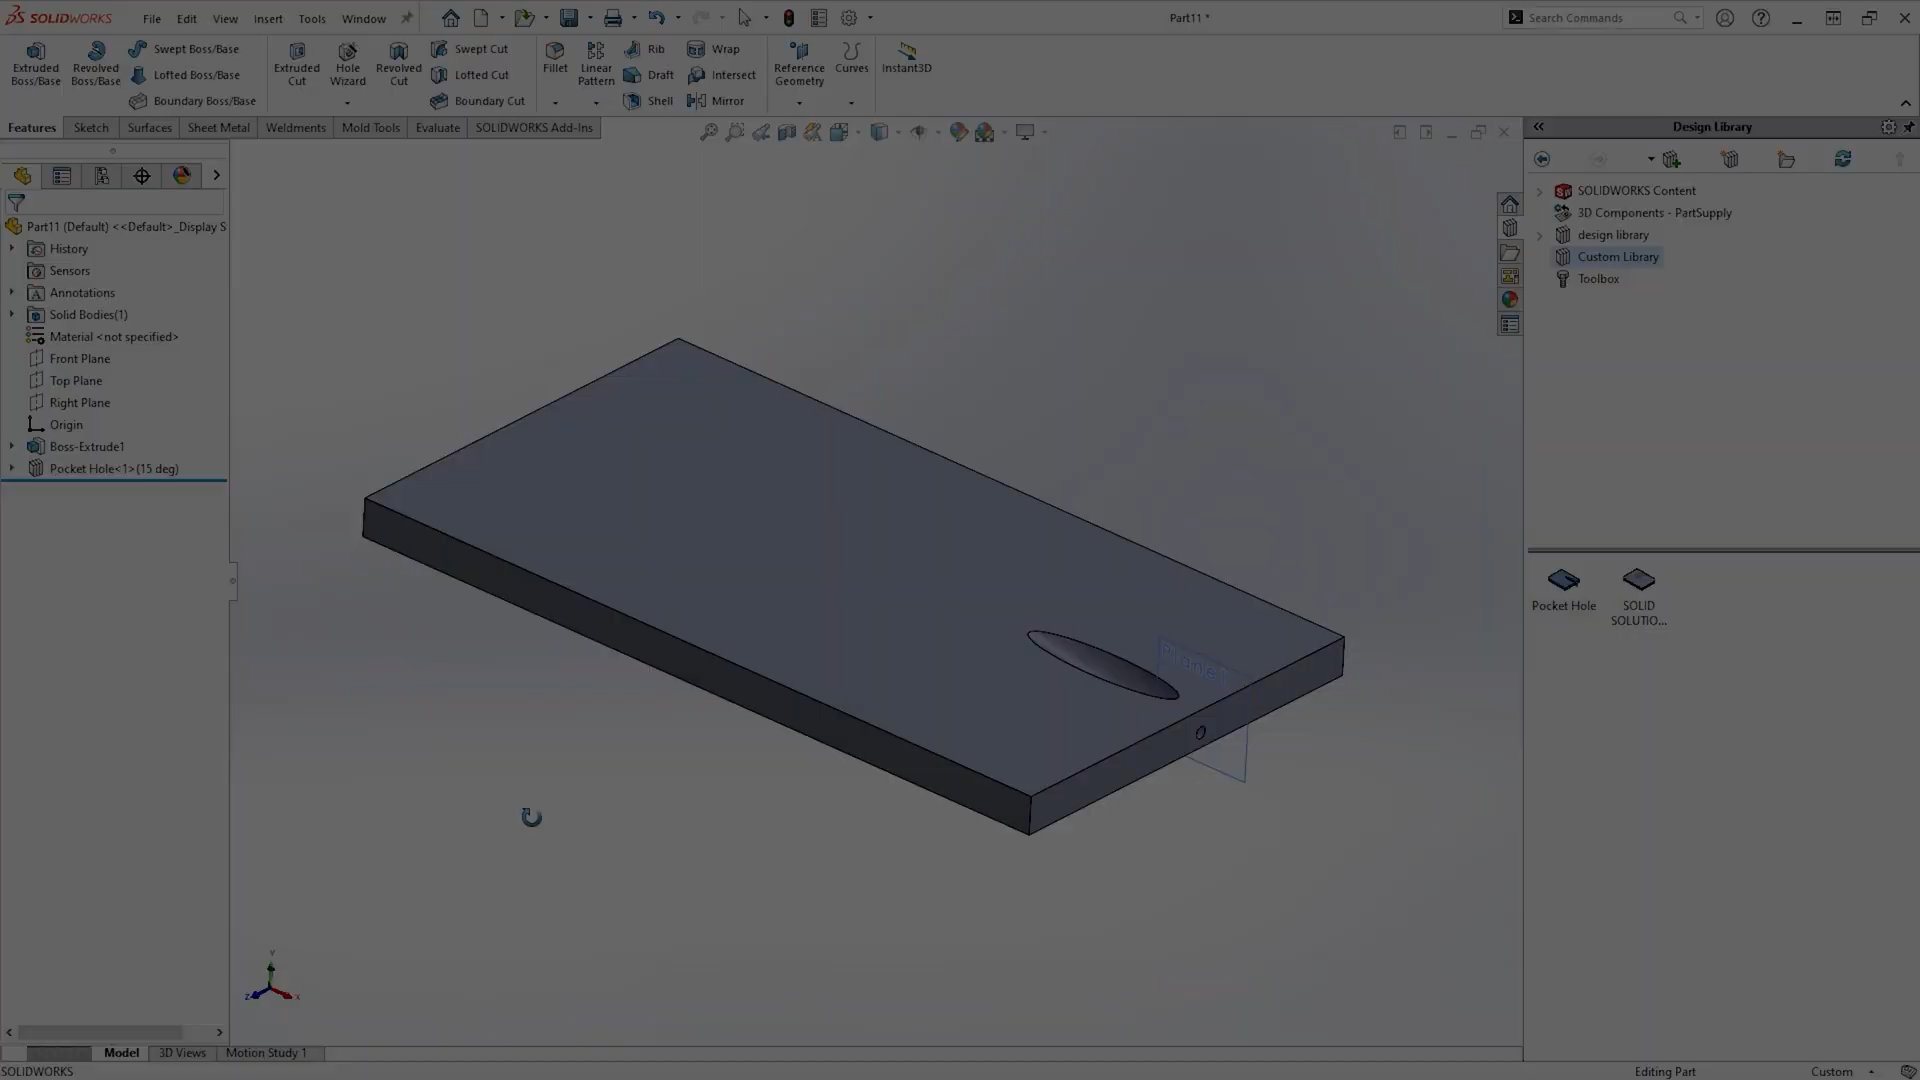 SOLIDWORKS File Edit View Insert Tools Window Part11 * Search Commands
Extruded Boss/Base
Revolved Boss/Base
Swept Boss/Base
Lofted Boss/Base
Boundary Boss/Base
Extruded Cut
Hole Wizard
Revolved Cut
Swept Cut
Lofted Cut
Boundary Cut
Fillet
Linear Pattern
Rib
Draft
Shell
Wrap
Intersect
Mirror
Reference Geometry
Curves
Instant3D
Features Sketch Surfaces Sheet Metal Weldments Mold Tools Evaluate SOLIDWORKS Add-Ins
Part11 (Default) <<Default>_Display S
History
Sensors
Annotations
Solid Bodies(1)
Material <not specified>
Front Plane
Top Plane
Right Plane
Origin
Boss-Extrude1
Pocket Hole<1>(15 deg)
Y
Z
X
Design Library
SOLIDWORKS Content
3D Components - PartSupply
design library
Custom Library
Toolbox
Pocket Hole
SOLID SOLUTIO...
Model 3D Views Motion Study 1
SOLIDWORKS Editing Part Custom